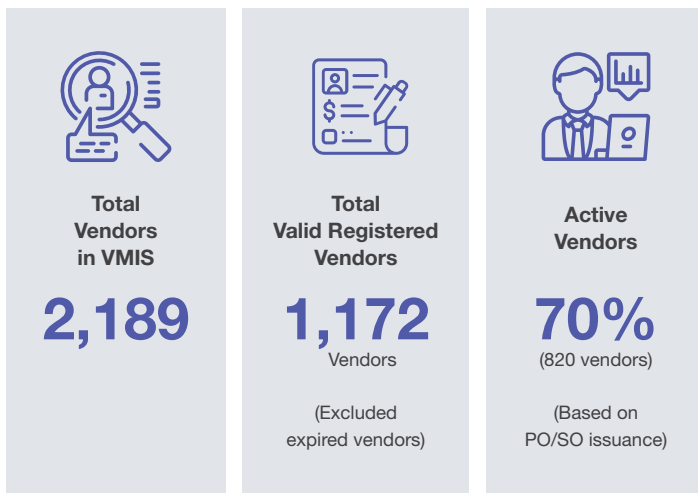 Total
Vendors
in VMIS
2,189
Total
Valid Registered
Vendors
1,172
Vendors
(Excluded
expired vendors)
Active
Vendors
70%
(820 vendors)
(Based on
PO/SO issuance)